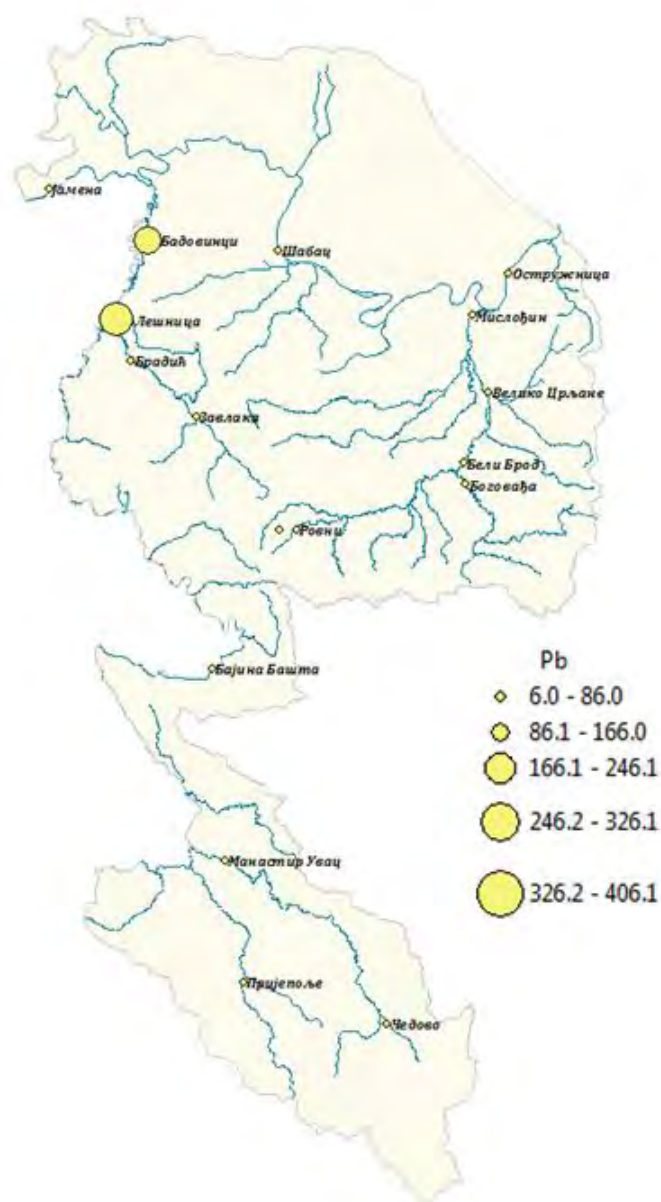 Јамена
Бадовинци
Шабац
Остружница
Лешница
Мислођин
Брадић
Велико Црљане
Завлака
Бели Брод
Боговађа
Ровни
Бајина Башта
Pb
6.0 - 86.0
86.1 - 166.0
166.1 - 246.1
246.2 - 326.1
326.2 - 406.1
Манастир Увац
Пријепоље
Чедово